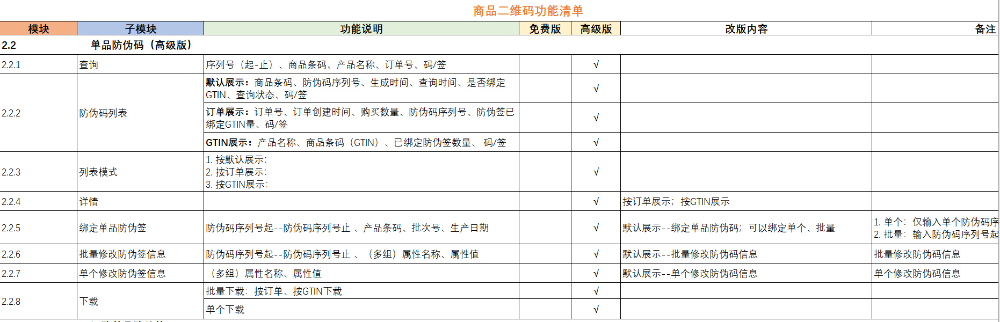 商品二维码功能清单
模块 子模块 功能说明 免费版 高级版 改版内容 备注
2.2 单品防伪码（高级版）
2.2.1 查询 序列号（起-止）、商品条码、产品名称、订单号、码/签 √
2.2.2 防伪码列表
默认展示：商品条码、防伪码序列号、生成时间、查询时间、是否绑定
GTIN、查询状态、码/签 √
订单展示：订单号、订单创建时间、购买数量、防伪码序列号、防伪签已
绑定GTIN量、码/签 √
GTIN展示：产品名称、商品条码（GTIN）、已绑定防伪签数量、 码/签 √
2.2.3 列表模式
1. 按默认展示：
2. 按订单展示： √
3. 按GTIN展示：
2.2.4 详情 √ 按订单展示；按GTIN展示
2.2.5 绑定单品防伪签 防伪码序列号起--防伪码序列号止 、产品条码、批次号、生产日期 √ 默认展示--绑定单品防伪码；可以绑定单个、批量
1. 单个：仅输入单个防伪码序
2. 批量：输入防伪码序列号起
2.2.6 批量修改防伪签信息 防伪码序列号起--防伪码序列号止 、（多组）属性名称、属性值 √ 默认展示--批量修改防伪码信息 批量修改防伪码信息
2.2.7 单个修改防伪签信息 （多组）属性名称、属性值 √ 默认展示--单个修改防伪码信息 单个修改防伪码信息
2.2.8 下载
批量下载：按订单、按GTIN下载 √
单个下载 √